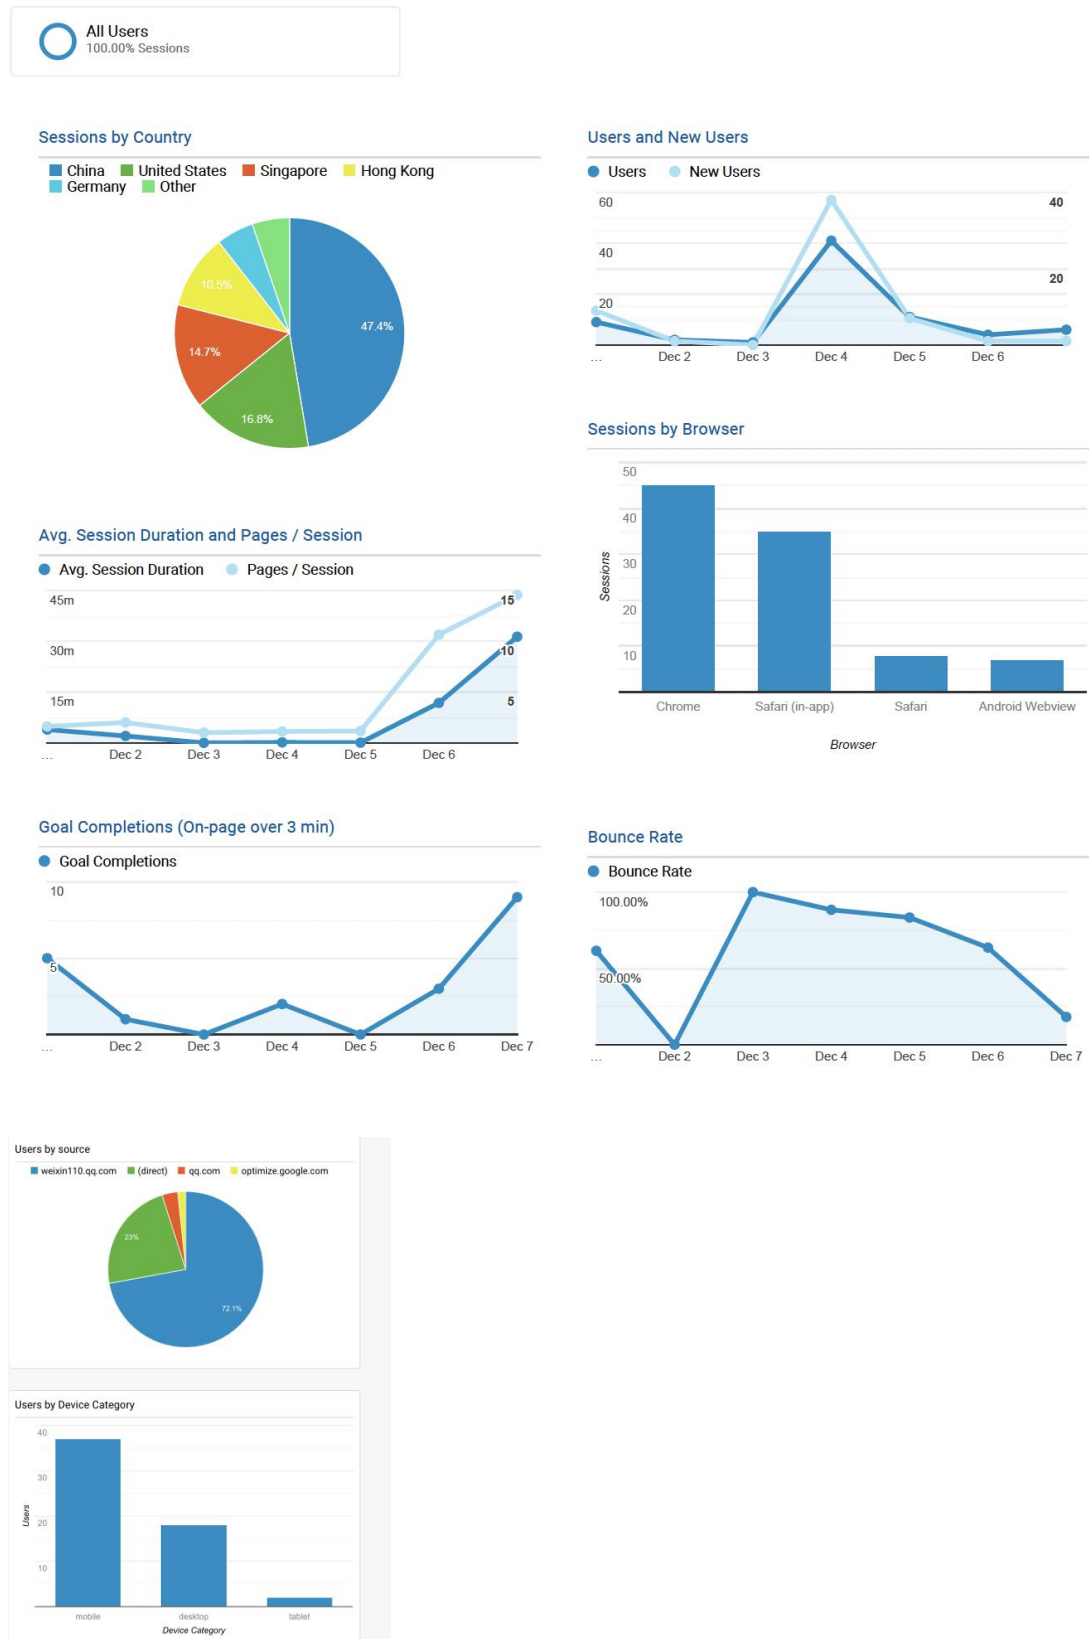 All Users
100.00% Sessions
Sessions by Country
China United States Singapore Hong Kong
Germany Other
47.4%
16.8%
14.7%
10.5%
Users and New Users
Users New Users
60 40
40
20
20
... Dec 2 Dec 3 Dec 4 Dec 5 Dec 6
Sessions by Browser
50
40
30
20
10
Sessions
Chrome Safari (in-app) Safari Android Webview
Browser
Avg. Session Duration and Pages / Session
Avg. Session Duration Pages / Session
45m 15
30m 10
15m 5
... Dec 2 Dec 3 Dec 4 Dec 5 Dec 6
Goal Completions (On-page over 3 min)
Goal Completions
10
5
... Dec 2 Dec 3 Dec 4 Dec 5 Dec 6 Dec 7
Bounce Rate
Bounce Rate
100.00%
50.00%
... Dec 2 Dec 3 Dec 4 Dec 5 Dec 6 Dec 7
Users by source
weixin110.qq.com (direct) qq.com optimize.google.com
23%
72.1%
Users by Device Category
40
30
20
10
Users
mobile desktop tablet
Device Category